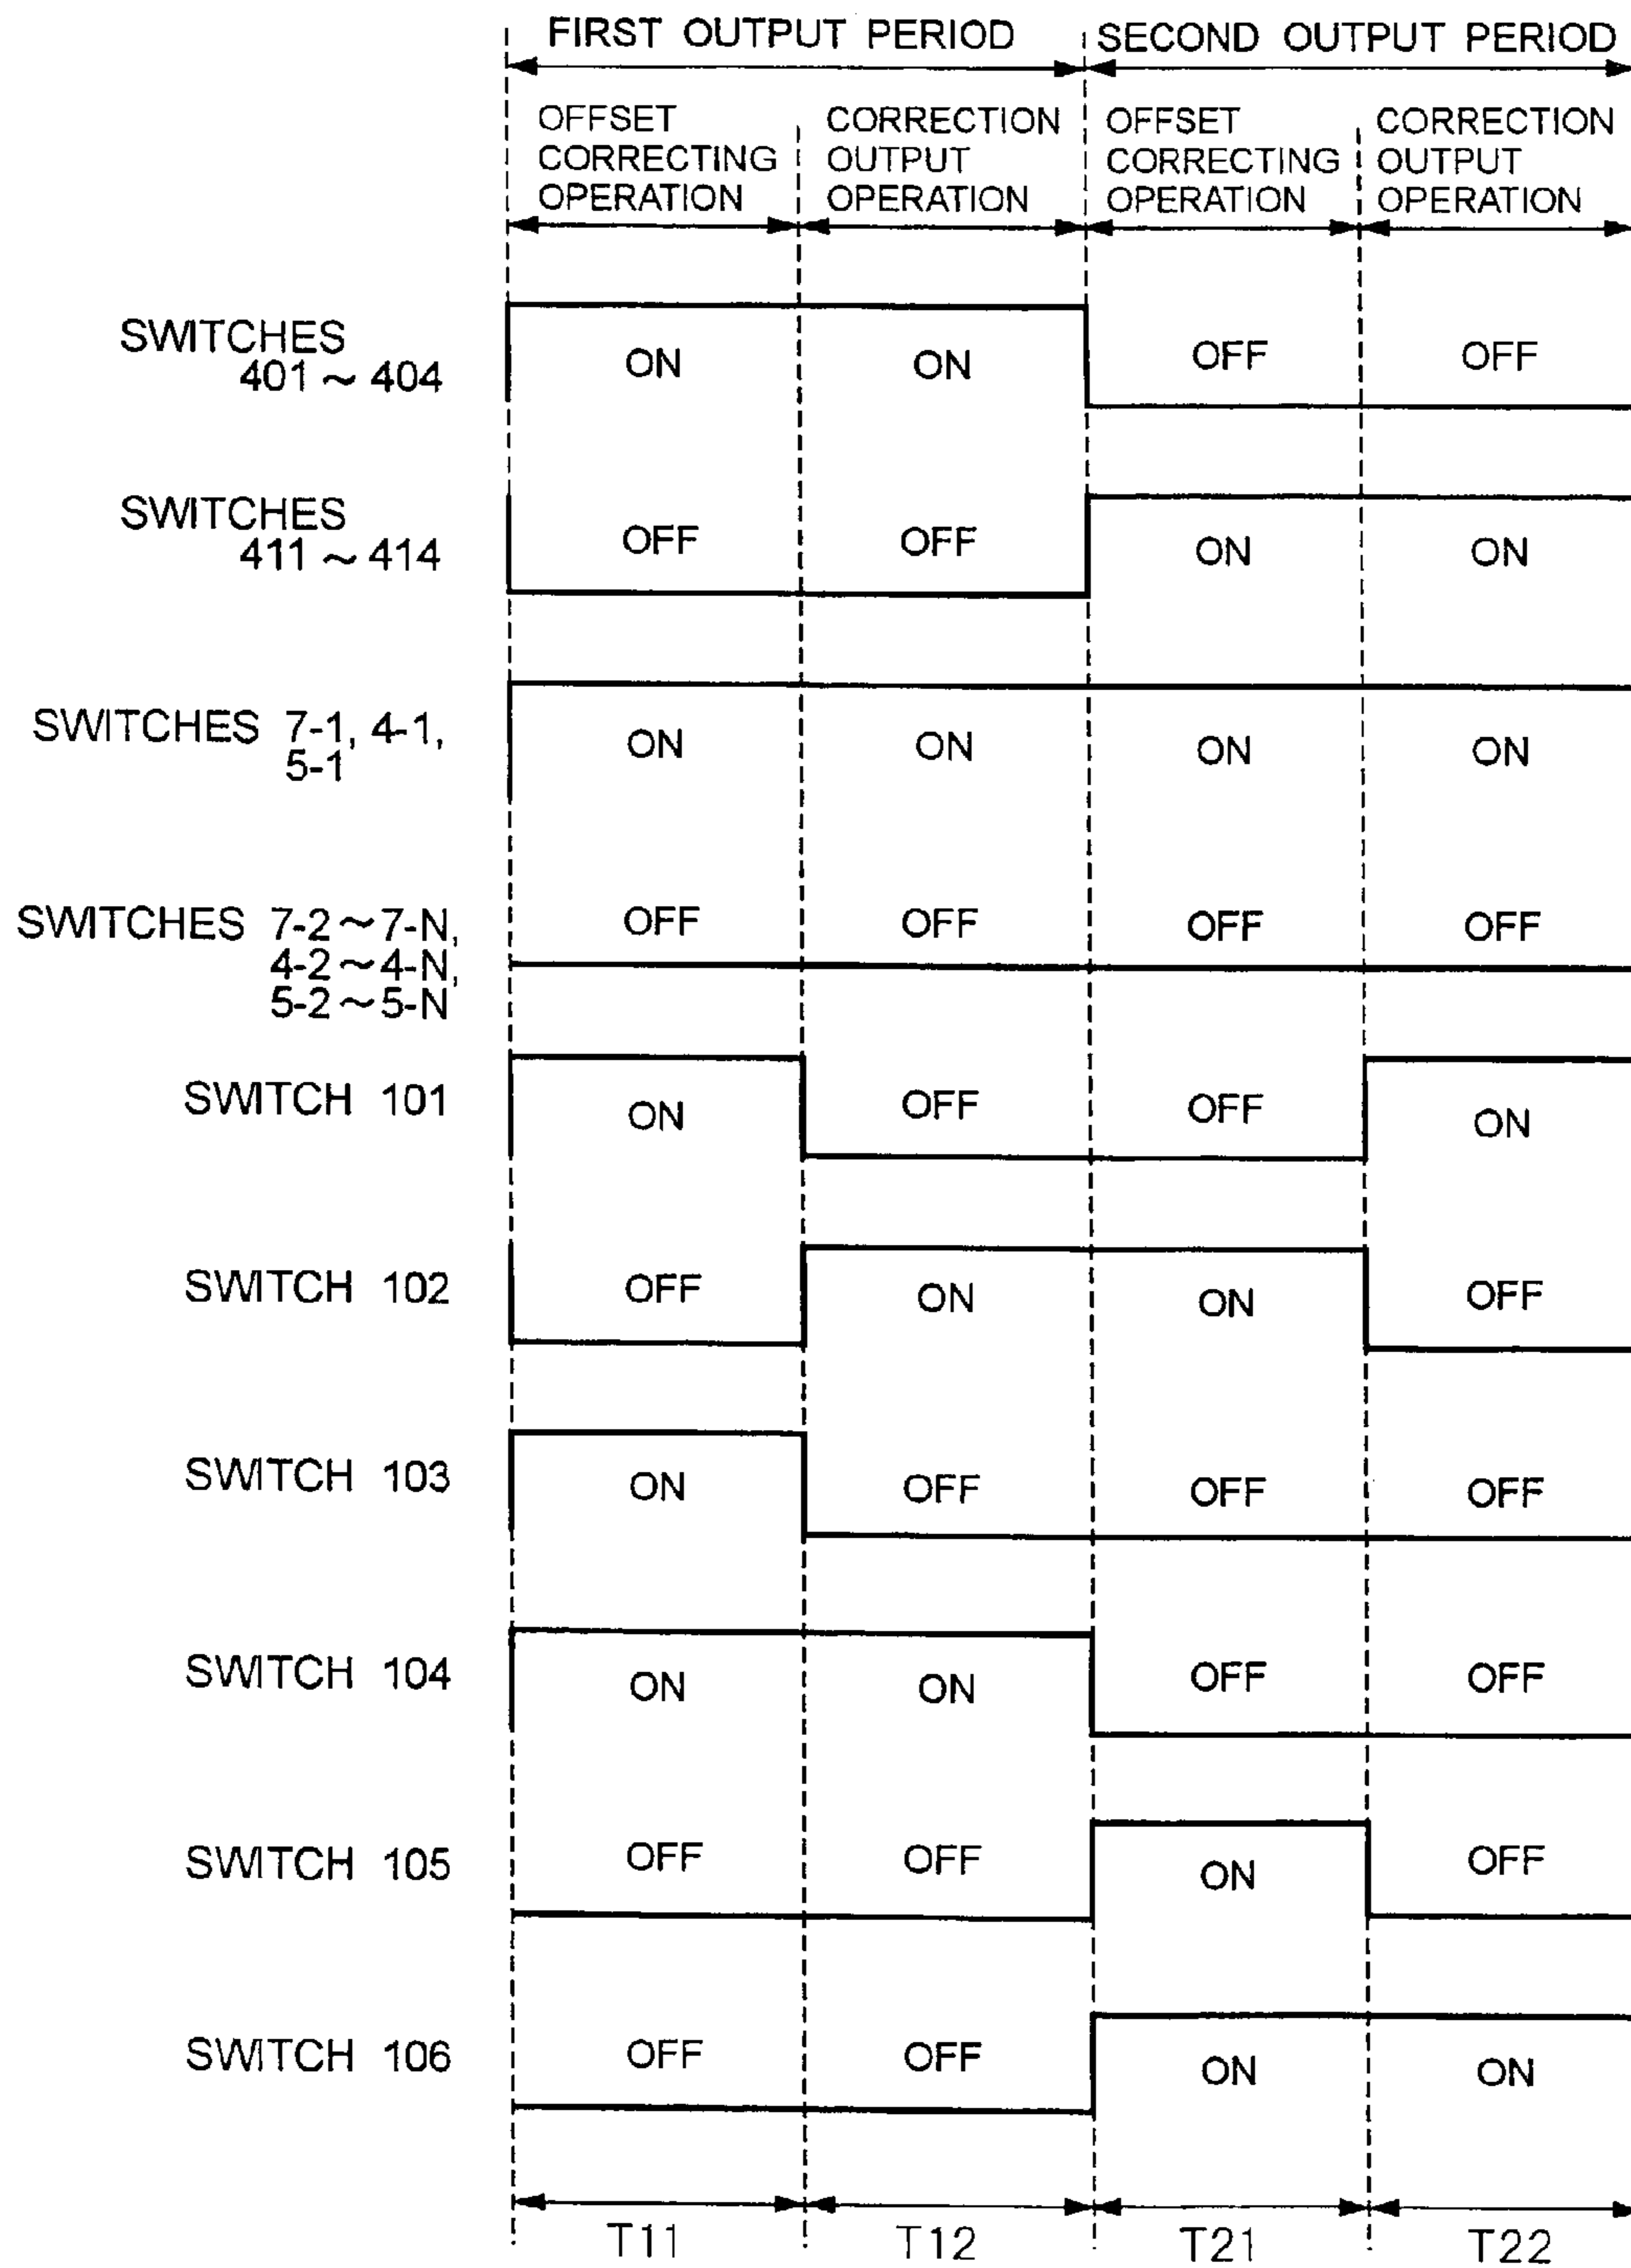 FIRST OUTPUT PERIOD
SECOND OUTPUT PERIOD
OFFSET
CORRECTING
OPERATION
CORRECTION
OUTPUT
OPERATION
OFFSET
CORRECTING
OPERATION
CORRECTION
OUTPUT
OPERATION
SWITCHES
401 ~ 404
ON
ON
OFF
OFF
SWITCHES
411 ~ 414
OFF
OFF
ON
ON
SWITCHES 7-1, 4-1,
5-1
ON
ON
ON
ON
SWITCHES 7-2 ~ 7-N,
4-2 ~ 4-N,
5-2 ~ 5-N
OFF
OFF
OFF
OFF
SWITCH 101
ON
OFF
OFF
ON
SWITCH 102
OFF
ON
ON
OFF
SWITCH 103
ON
OFF
OFF
OFF
SWITCH 104
ON
ON
OFF
OFF
SWITCH 105
OFF
OFF
ON
OFF
SWITCH 106
OFF
OFF
ON
ON
T11
T12
T21
T22